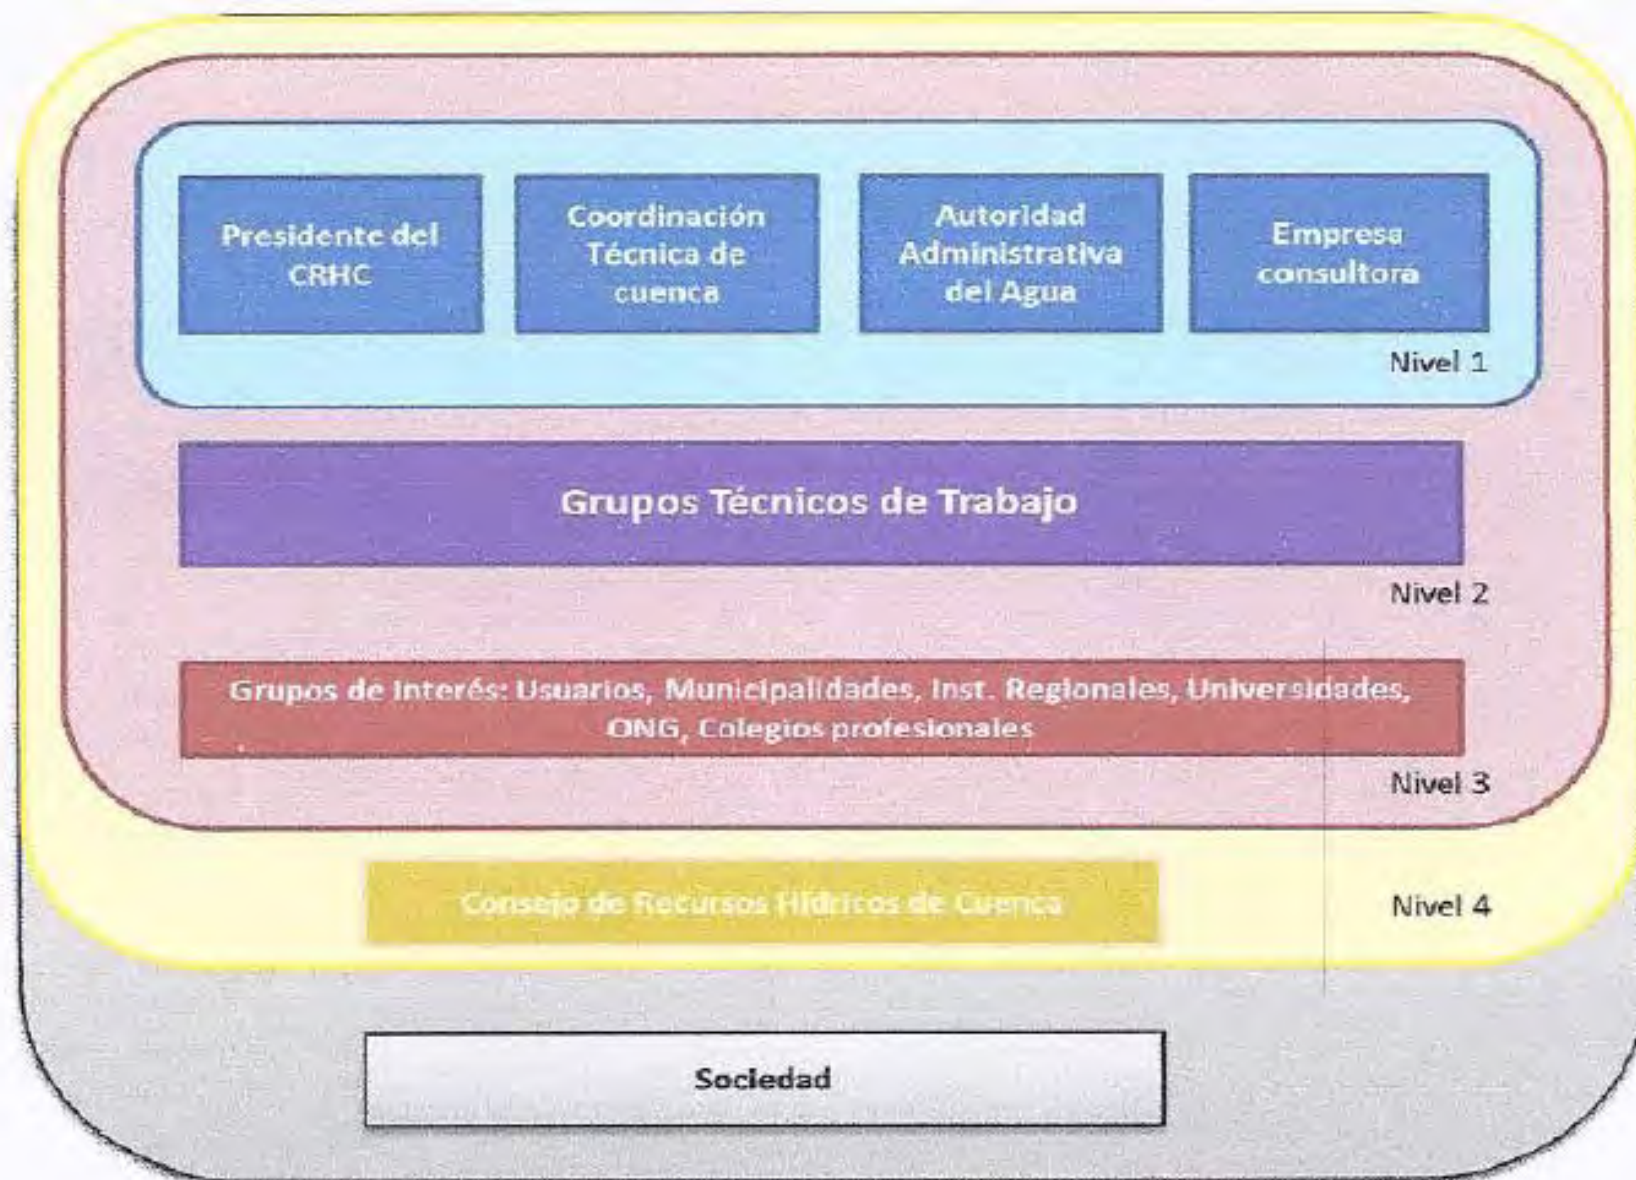 Presidente del
CRHC
Coordinación
Técnica de
cuenca
Autoridad
Administrativa
del Agua
Empresa
consultora
Nivel 1
Grupos Técnicos de Trabajo
Nivel 2
Grupos de Interés: Usuarios, Municipalidades, Inst. Regionales, Universidades,
ONG, Colegios profesionales
Nivel 3
Consejo de Recursos Hídricos de Cuenca
Nivel 4
Sociedad